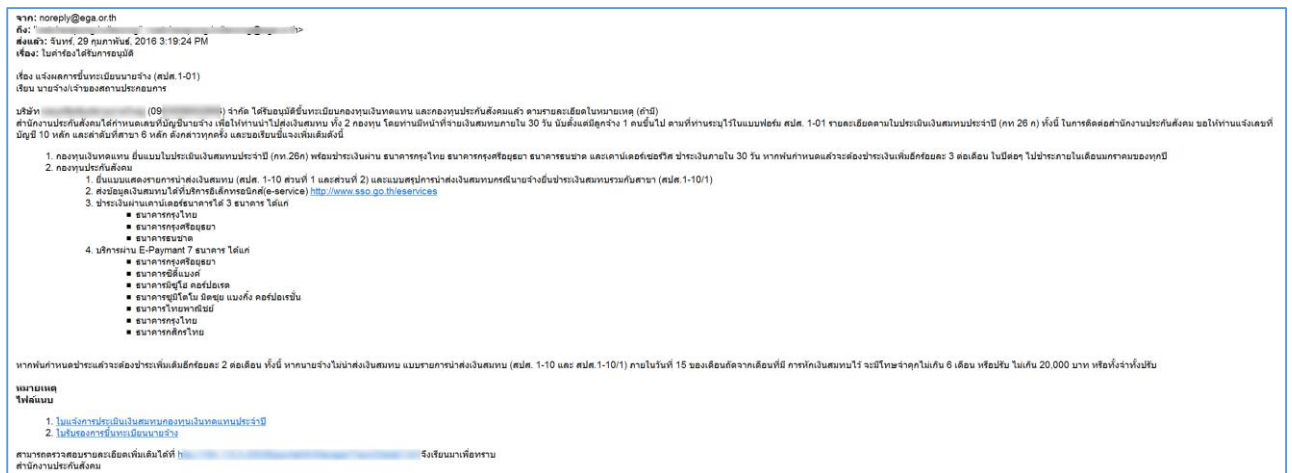 จาก: noreply@ega.or.th
ถึง:
ส่งแล้ว: จันทร์, 29 กุมภาพันธ์, 2016 3:19:24 PM
เรื่อง: ใบคำร้องได้รับการอนุมัติ
เรื่อง แจ้งผลการขึ้นทะเบียนนายจ้าง (สปส.1-01)
เรียน นายจ้าง/เจ้าของสถานประกอบการ
บริษัท (09 ) จำกัด ได้รับอนุมัติขึ้นทะเบียนกองทุนเงินทดแทน และกองทุนประกันสังคมแล้ว ตามรายละเอียดในหมายเหตุ (ถ้ามี)
สำนักงานประกันสังคมได้กำหนดเลขที่บัญชีนายจ้าง เพื่อให้ท่านนำไปส่งเงินสมทบ ทั้ง 2 กองทุน โดยท่านมีหน้าที่จ่ายเงินสมทบภายใน 30 วัน นับตั้งแต่มีลูกจ้าง 1 คนขึ้นไป ตามที่ท่านระบุไว้ในแบบฟอร์ม สปส. 1-01 รายละเอียดตามใบประเมินเงินสมทบประจำปี (กท 26 ก) ทั้งนี้ ในการติดต่อสำนักงานประกันสังคม ขอให้ท่านแจ้งเลขที่
บัญชี 10 หลัก และลำดับที่สาขา 6 หลัก ดังกล่าวทุกครั้ง และขอเรียนชี้แจงเพิ่มเติมดังนี้
1. กองทุนเงินทดแทน ยื่นแบบใบประเมินเงินสมทบประจำปี (กท.26ก) พร้อมชำระเงินผ่าน ธนาคารกรุงไทย ธนาคารกรุงศรีอยุธยา ธนาคารธนชาต และเคาน์เตอร์เซอร์วิส ชำระเงินภายใน 30 วัน หากพ้นกำหนดแล้วจะต้องชำระเงินเพิ่มอีกร้อยละ 3 ต่อเดือน ในปีต่อๆ ไปชำระภายในเดือนมกราคมของทุกปี
2. กองทุนประกันสังคม
1. ยื่นแบบแสดงรายการนำส่งเงินสมทบ (สปส. 1-10 ส่วนที่ 1 และส่วนที่ 2) และแบบสรุปการนำส่งเงินสมทบกรณีนายจ้างยื่นชำระเงินสมทบรวมกับสาขา (สปส.1-10/1)
2. ส่งข้อมูลเงินสมทบได้ที่บริการอิเล็กทรอนิกส์(e-service) http://www.sso.go.th/eservices
3. ชำระเงินผ่านเคาน์เตอร์ธนาคารได้ 3 ธนาคาร ได้แก่
■ ธนาคารกรุงไทย
■ ธนาคารกรุงศรีอยุธยา
■ ธนาคารธนชาต
4. บริการผ่าน E-Paymant 7 ธนาคาร ได้แก่
■ ธนาคารกรุงศรีอยุธยา
■ ธนาคารซิตี้แบงค์
■ ธนาคารมิซูโฮ คอร์ปอเรต
■ ธนาคารซูมิโตโม มิตซุย แบงกิ้ง คอร์ปอเรชั่น
■ ธนาคารไทยพาณิชย์
■ ธนาคารกรุงไทย
■ ธนาคารกสิกรไทย
หากพ้นกำหนดชำระแล้วจะต้องชำระเพิ่มเติมอีกร้อยละ 2 ต่อเดือน ทั้งนี้ หากนายจ้างไม่นำส่งเงินสมทบ แบบรายการนำส่งเงินสมทบ (สปส. 1-10 และ สปส.1-10/1) ภายในวันที่ 15 ของเดือนถัดจากเดือนที่มี การหักเงินสมทบไว้ จะมีโทษจำคุกไม่เกิน 6 เดือน หรือปรับ ไม่เกิน 20,000 บาท หรือทั้งจำทั้งปรับ
หมายเหตุ
ไฟล์แนบ
1. ใบแจ้งการประเมินเงินสมทบกองทุนเงินทดแทนประจำปี
2. ใบรับรองการขึ้นทะเบียนนายจ้าง
สามารถตรวจสอบรายละเอียดเพิ่มเติมได้ที่ จึงเรียนมาเพื่อทราบ
สำนักงานประกันสังคม